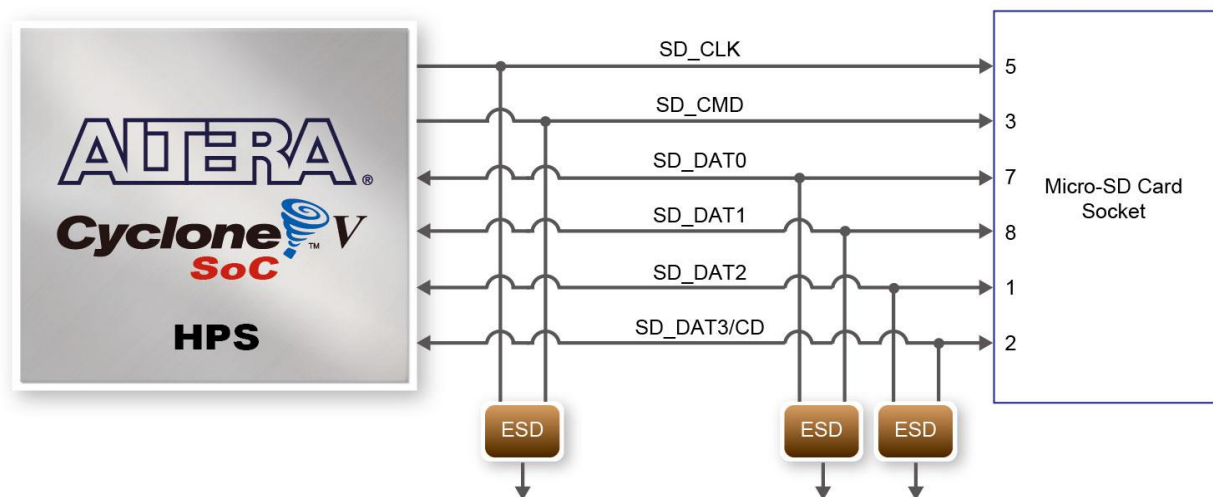 ALTERA®
Cyclone™ V
SoC
HPS
SD_CLK
SD_CMD
SD_DAT0
SD_DAT1
SD_DAT2
SD_DAT3/CD
5
3
7
8
1
2
Micro-SD Card
Socket
ESD
ESD
ESD